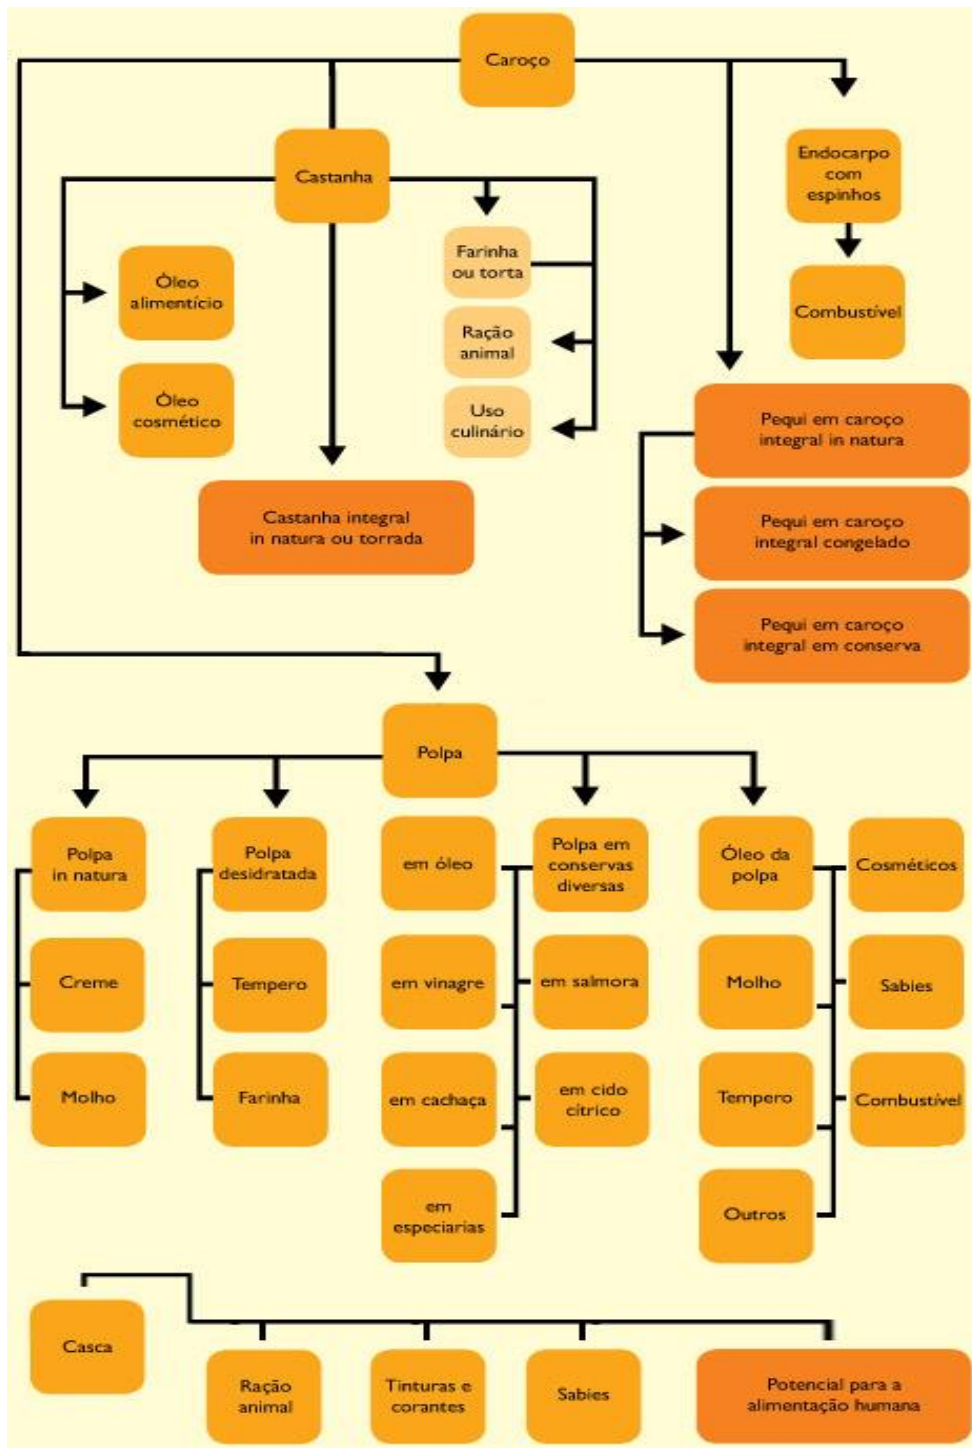 Caroço
Castanha
Endocarpo
com
espinhos
Óleo
alimentício
Farinha
ou torta
Combustível
Ração
animal
Óleo
cosmético
Uso
culinário
Pequi em caroço
integral in natura
Castanha integral
in natura ou torrada
Pequi em caroço
integral congelado
Pequi em caroço
integral em conserva
Polpa
Polpa
in natura
Polpa
desidratada
em óleo
Polpa em
conservas
diversas
Óleo da
polpa
Cosméticos
Creme
Tempero
em vinagre
em salmora
Molho
Sabies
Molho
Farinha
em cachaça
em cido
cítrico
Tempero
Combustível
em
especiarias
Outros
Casca
Ração
animal
Tinturas e
corantes
Sabies
Potencial para a
alimentação humana